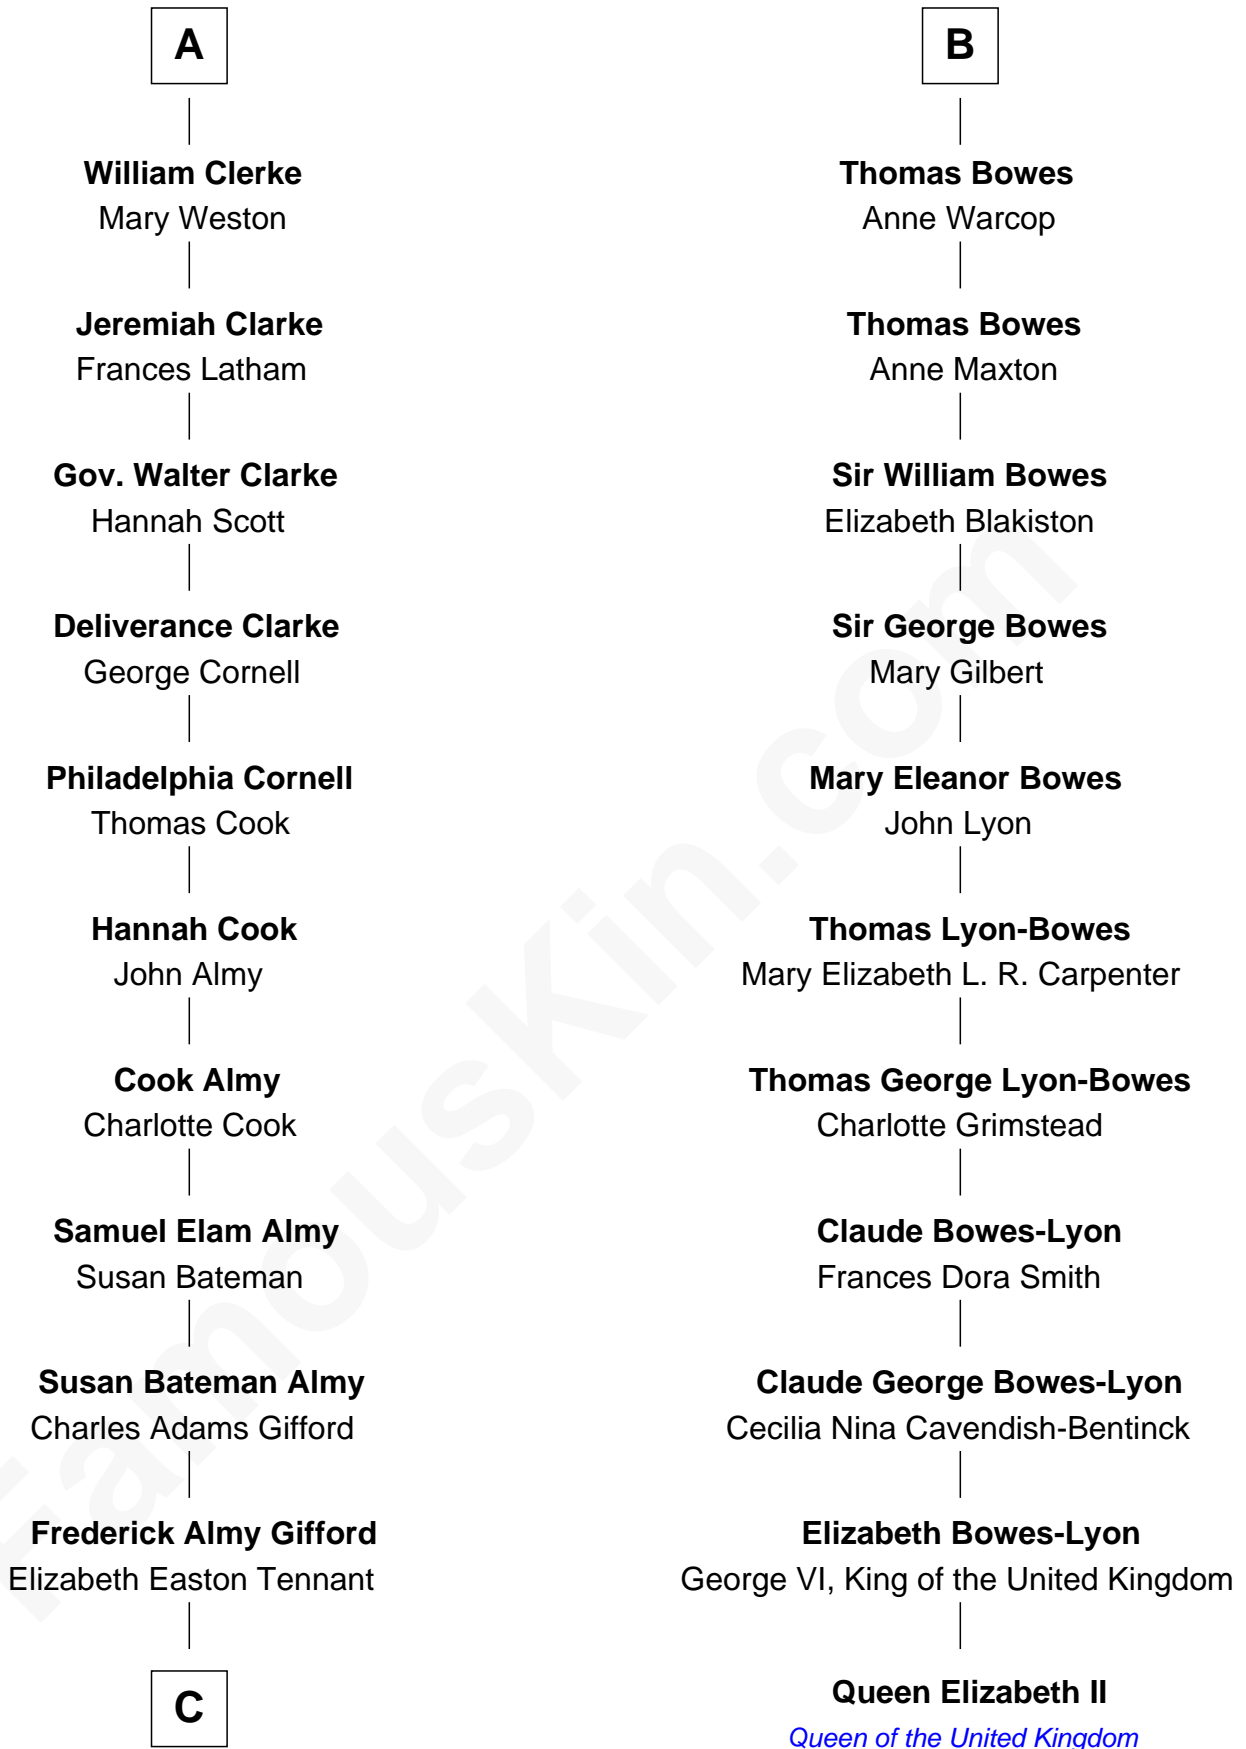 A
William Clerke
Mary Weston
Jeremiah Clarke
Frances Latham
Gov. Walter Clarke
Hannah Scott
Deliverance Clarke
George Cornell
Philadelphia Cornell
Thomas Cook
Hannah Cook
John Almy
Cook Almy
Charlotte Cook
Samuel Elam Almy
Susan Bateman
Susan Bateman Almy
Charles Adams Gifford
Frederick Almy Gifford
Elizabeth Easton Tennant
C
B
Thomas Bowes
Anne Warcop
Thomas Bowes
Anne Maxton
Sir William Bowes
Elizabeth Blakiston
Sir George Bowes
Mary Gilbert
Mary Eleanor Bowes
John Lyon
Thomas Lyon-Bowes
Mary Elizabeth L. R. Carpenter
Thomas George Lyon-Bowes
Charlotte Grimstead
Claude Bowes-Lyon
Frances Dora Smith
Claude George Bowes-Lyon
Cecilia Nina Cavendish-Bentinck
Elizabeth Bowes-Lyon
George VI, King of the United Kingdom
Queen Elizabeth II
Queen of the United Kingdom
FamousKin.com